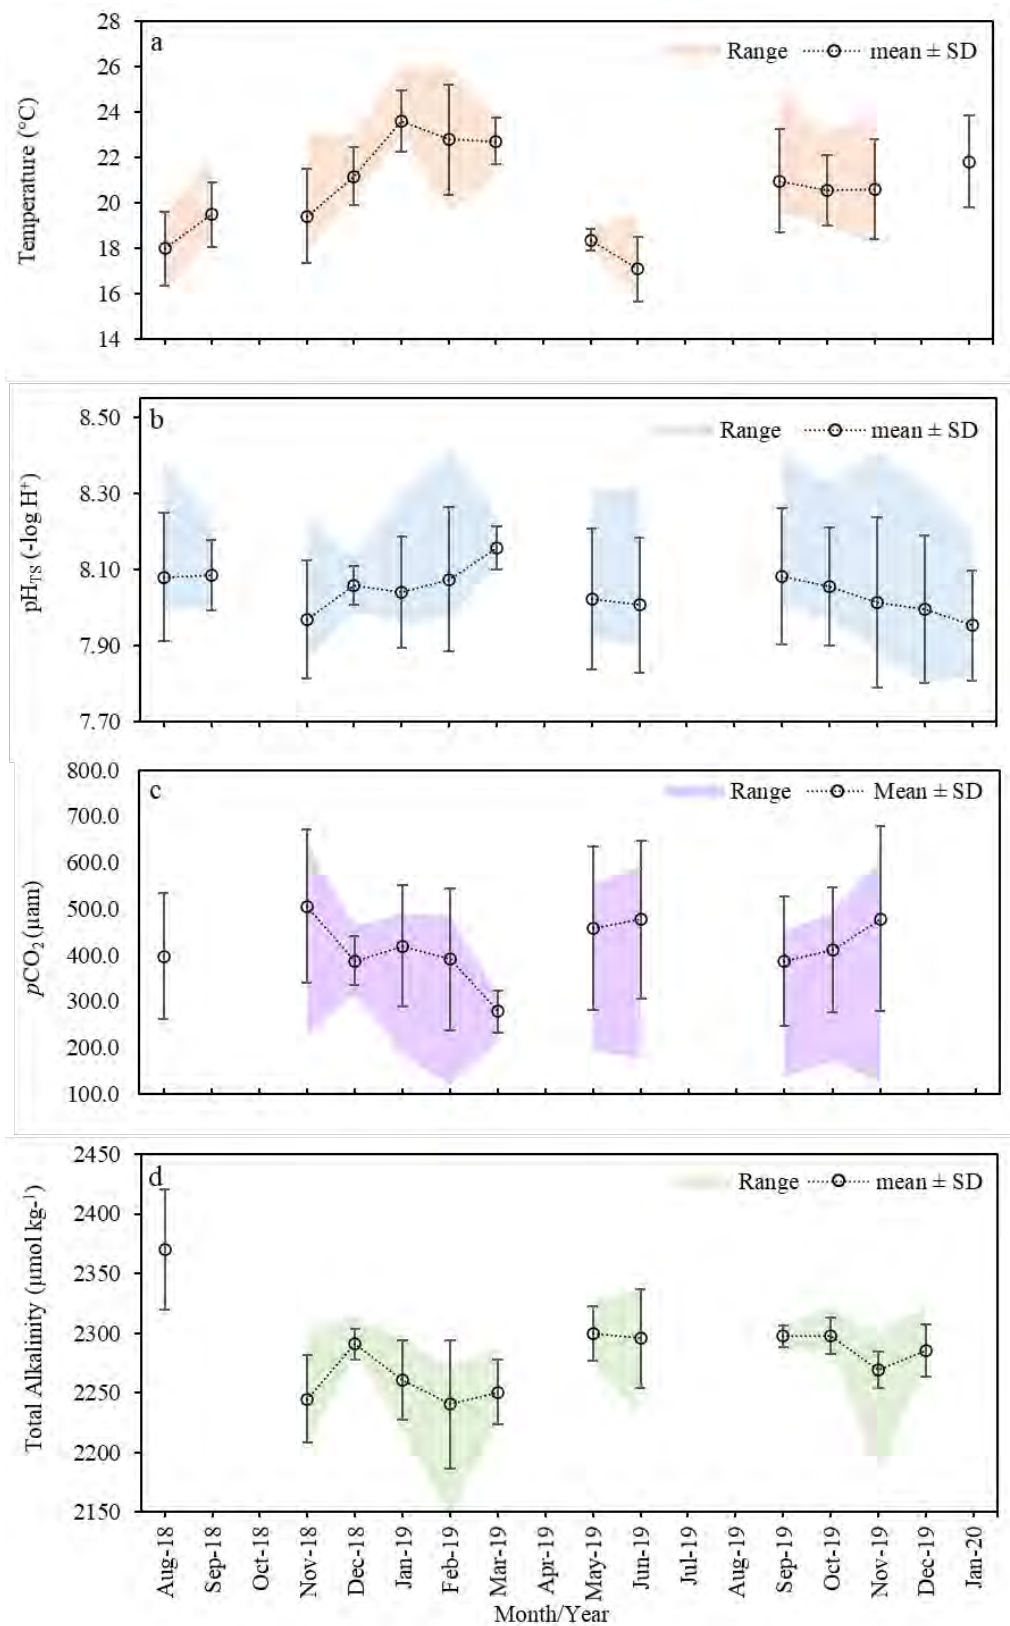 a
Range
mean ± SD
Temperature (°C)
28
26
24
22
20
18
16
14
b
Range
mean ± SD
pHTS (-log H⁺)
8.50
8.30
8.10
7.90
7.70
c
Range
Mean ± SD
pCO₂ (µam)
800.0
700.0
600.0
500.0
400.0
300.0
200.0
100.0
d
Range
mean ± SD
Total Alkalinity (µmol kg-¹)
2450
2400
2350
2300
2250
2200
2150
Aug-18
Sep-18
Oct-18
Nov-18
Dec-18
Jan-19
Feb-19
Mar-19
Apr-19
May-19
Jun-19
Jul-19
Aug-19
Sep-19
Oct-19
Nov-19
Dec-19
Jan-20
Month/Year